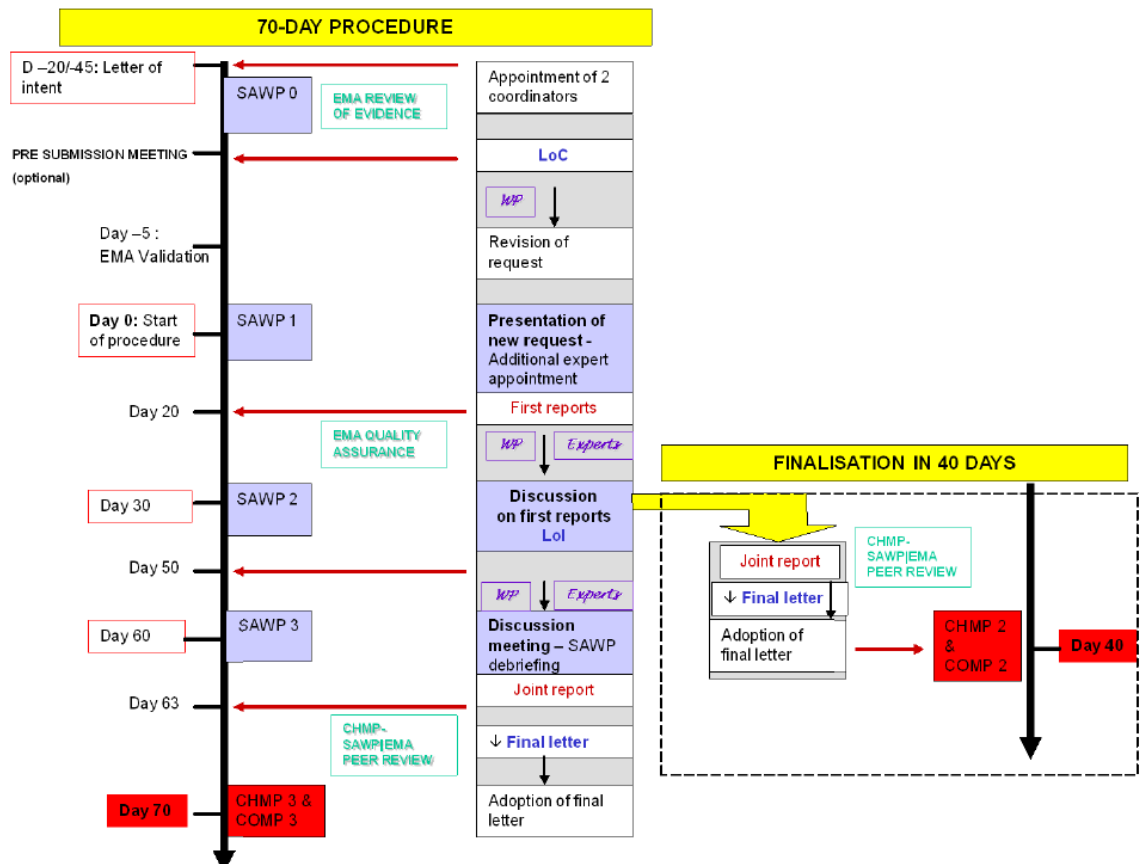 70-DAY PROCEDURE
D –20/-45: Letter of
intent
SAWP 0
EMA REVIEW
OF EVIDENCE
Appointment of 2
coordinators
PRE SUBMISSION MEETING
(optional)
LoC
WP
Day –5 :
EMA Validation
Revision of
request
Day 0: Start
of procedure
SAWP 1
Presentation of
new request -
Additional expert
appointment
Day 20
First reports
EMA QUALITY
ASSURANCE
WP
Experts
Day 30
SAWP 2
Discussion
on first reports
LoI
Day 50
WP
Experts
Day 60
SAWP 3
Discussion
meeting – SAWP
debriefing
Day 63
Joint report
CHMP-
SAWP|EMA
PEER REVIEW
↓ Final letter
Day 70
CHMP 3 &
COMP 3
Adoption of final
letter
FINALISATION IN 40 DAYS
Joint report
CHMP-
SAWP|EMA
PEER REVIEW
↓ Final letter
Adoption of
final letter
CHMP 2
&
COMP 2
Day 40